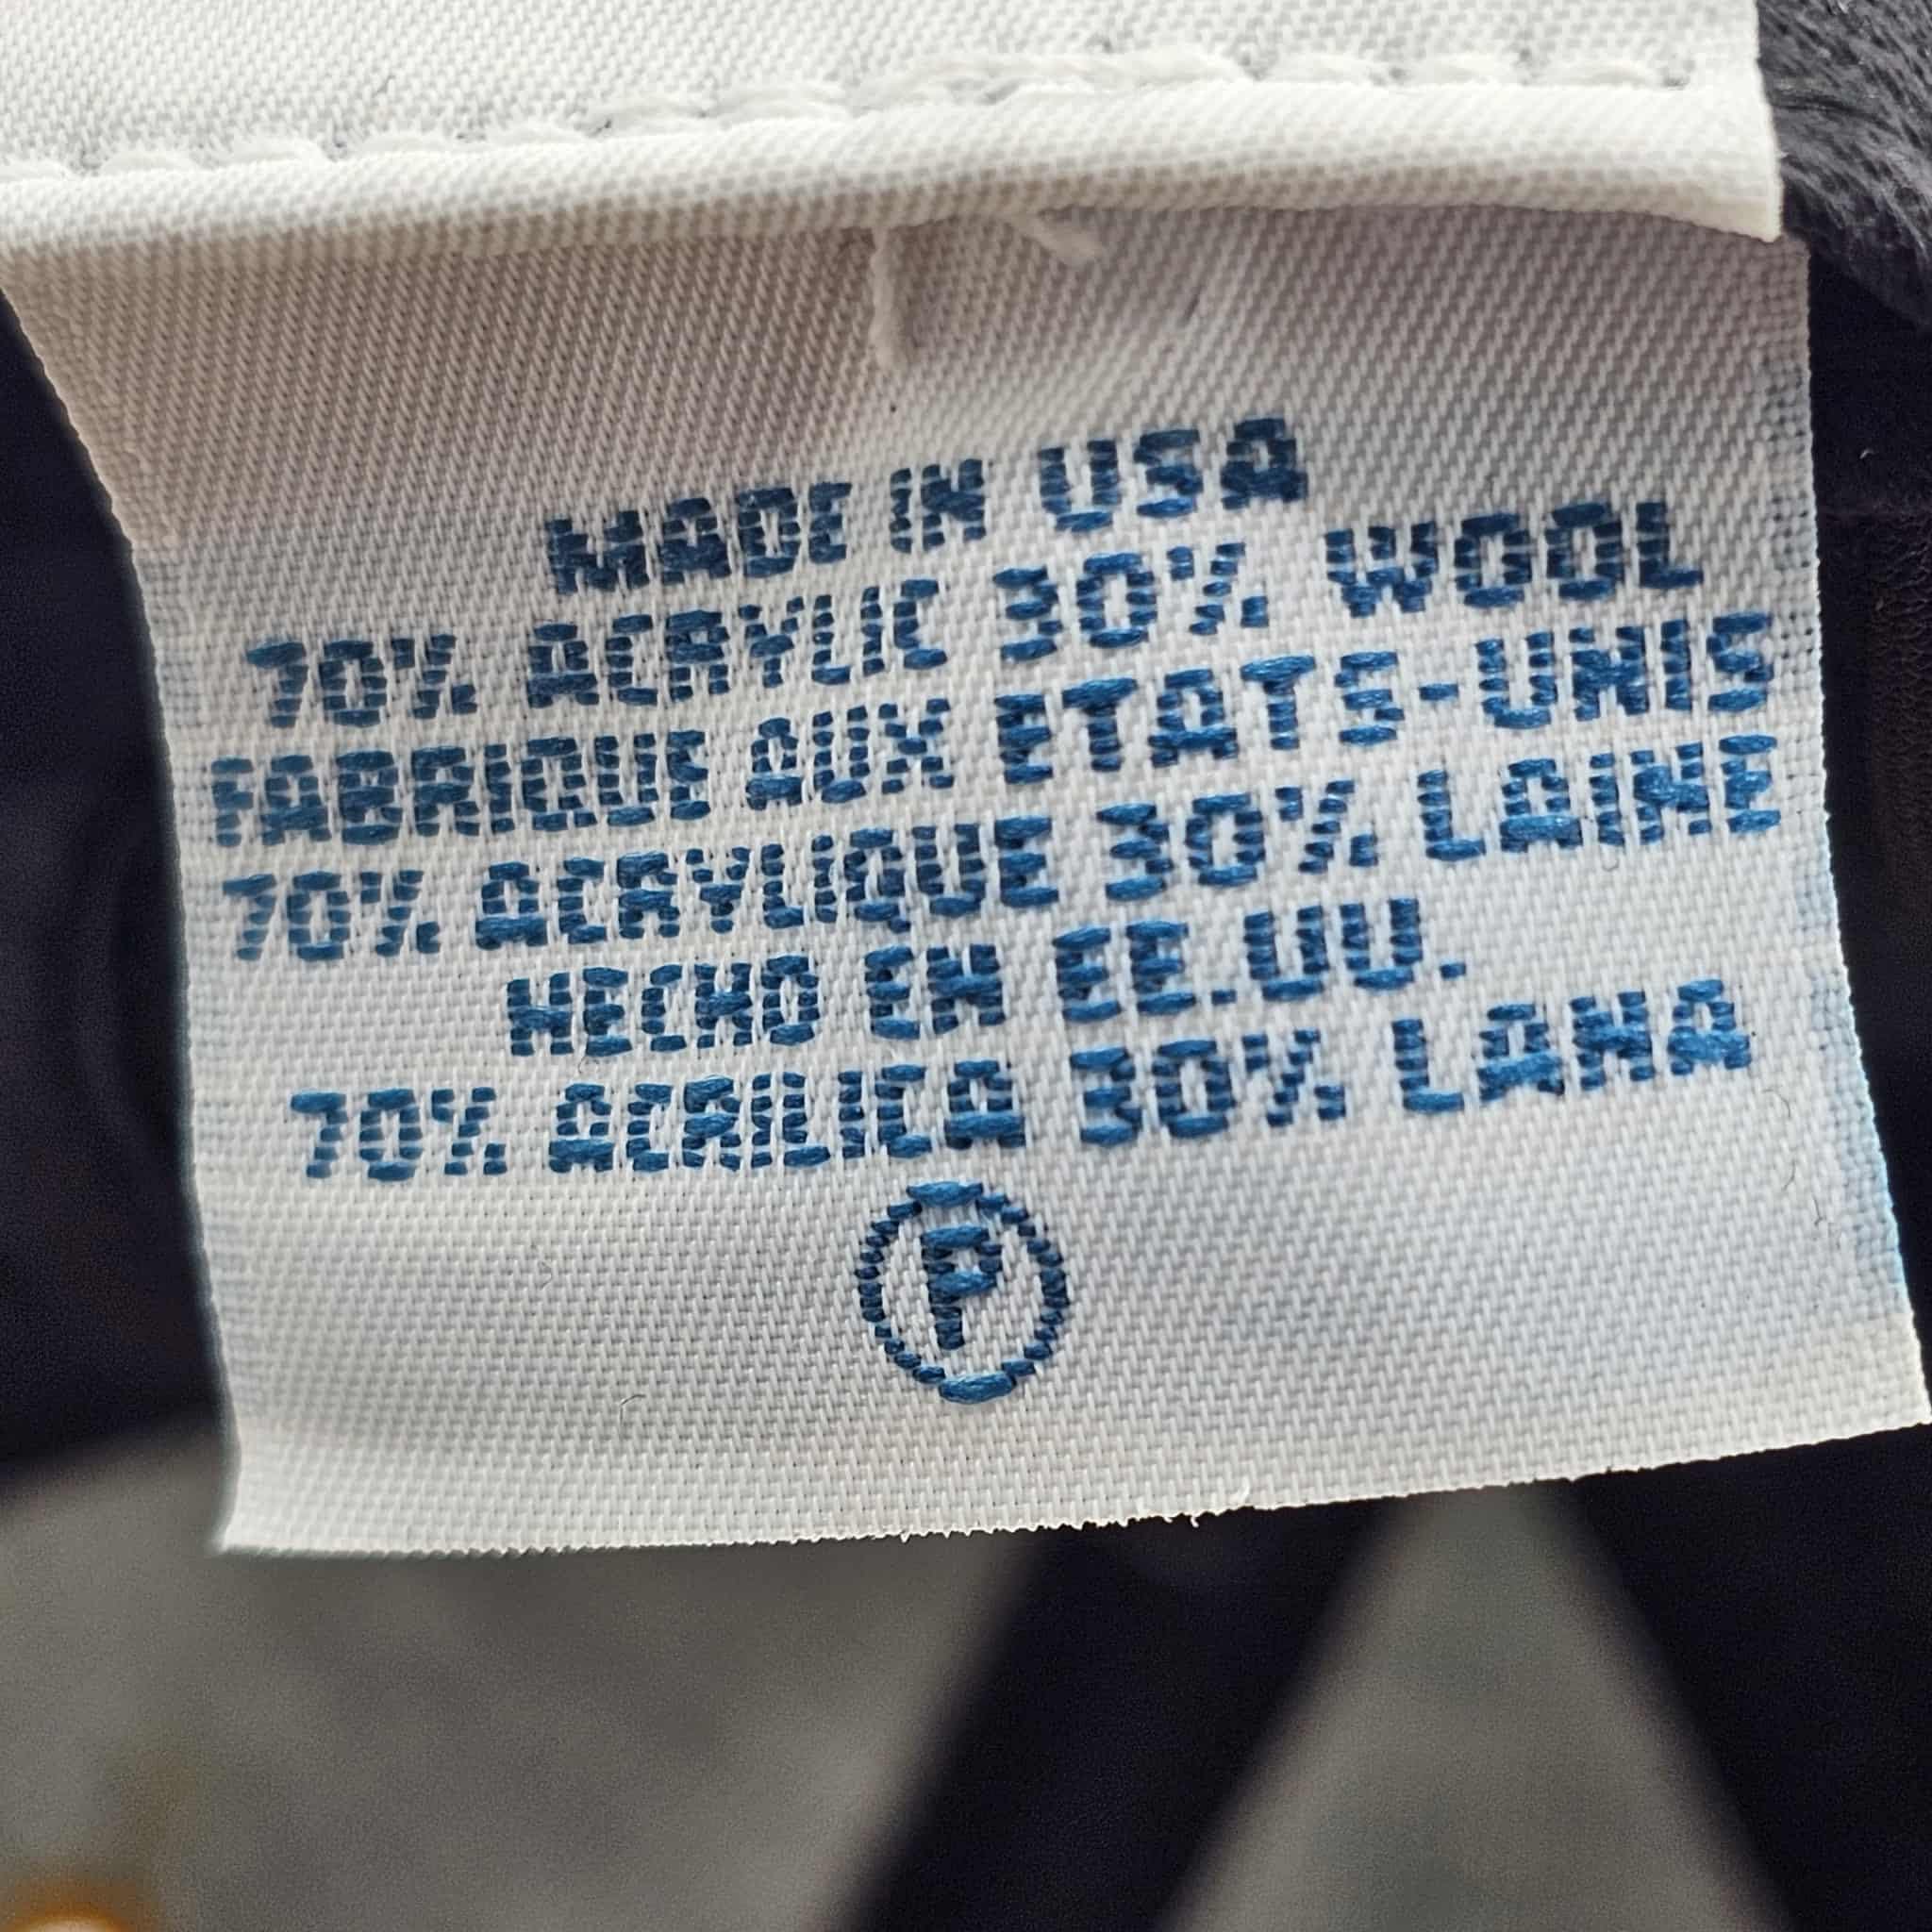 MADE IN USA
70% ACRYLIC 30% WOOL
FABRIQUE AUX ETATS-UNIS
70% ACRYLIQUE 30% LAINE
HECHO EN EE.UU.
70% ACRILICA 30% LANA
P